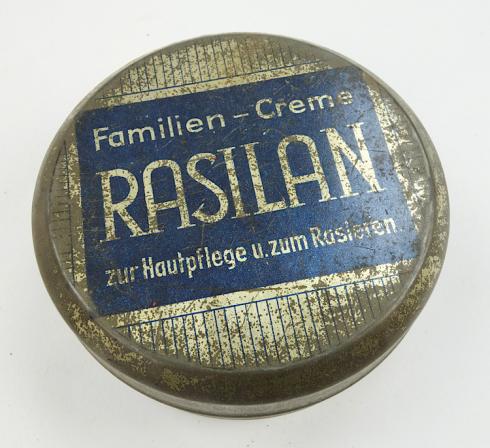 Familien - Creme
RASILAN
zur Hautpflege u. zum Rasieren